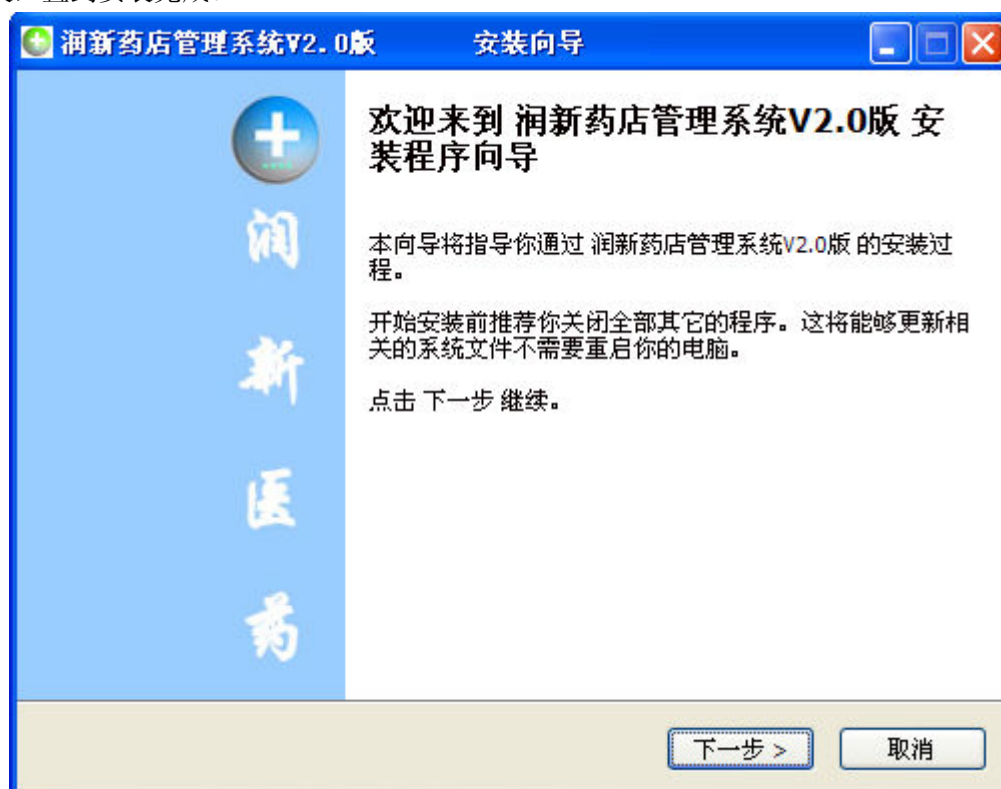 润新药店管理系统V2.0版 安装向导
欢迎来到 润新药店管理系统V2.0版 安
装程序向导
本向导将指导你通过 润新药店管理系统V2.0版 的安装过
程。
开始安装前推荐你关闭全部其它的程序。这将能够更新相
关的系统文件不需要重启你的电脑。
点击 下一步 继续。
润
新
医
药
下一步 >
取消